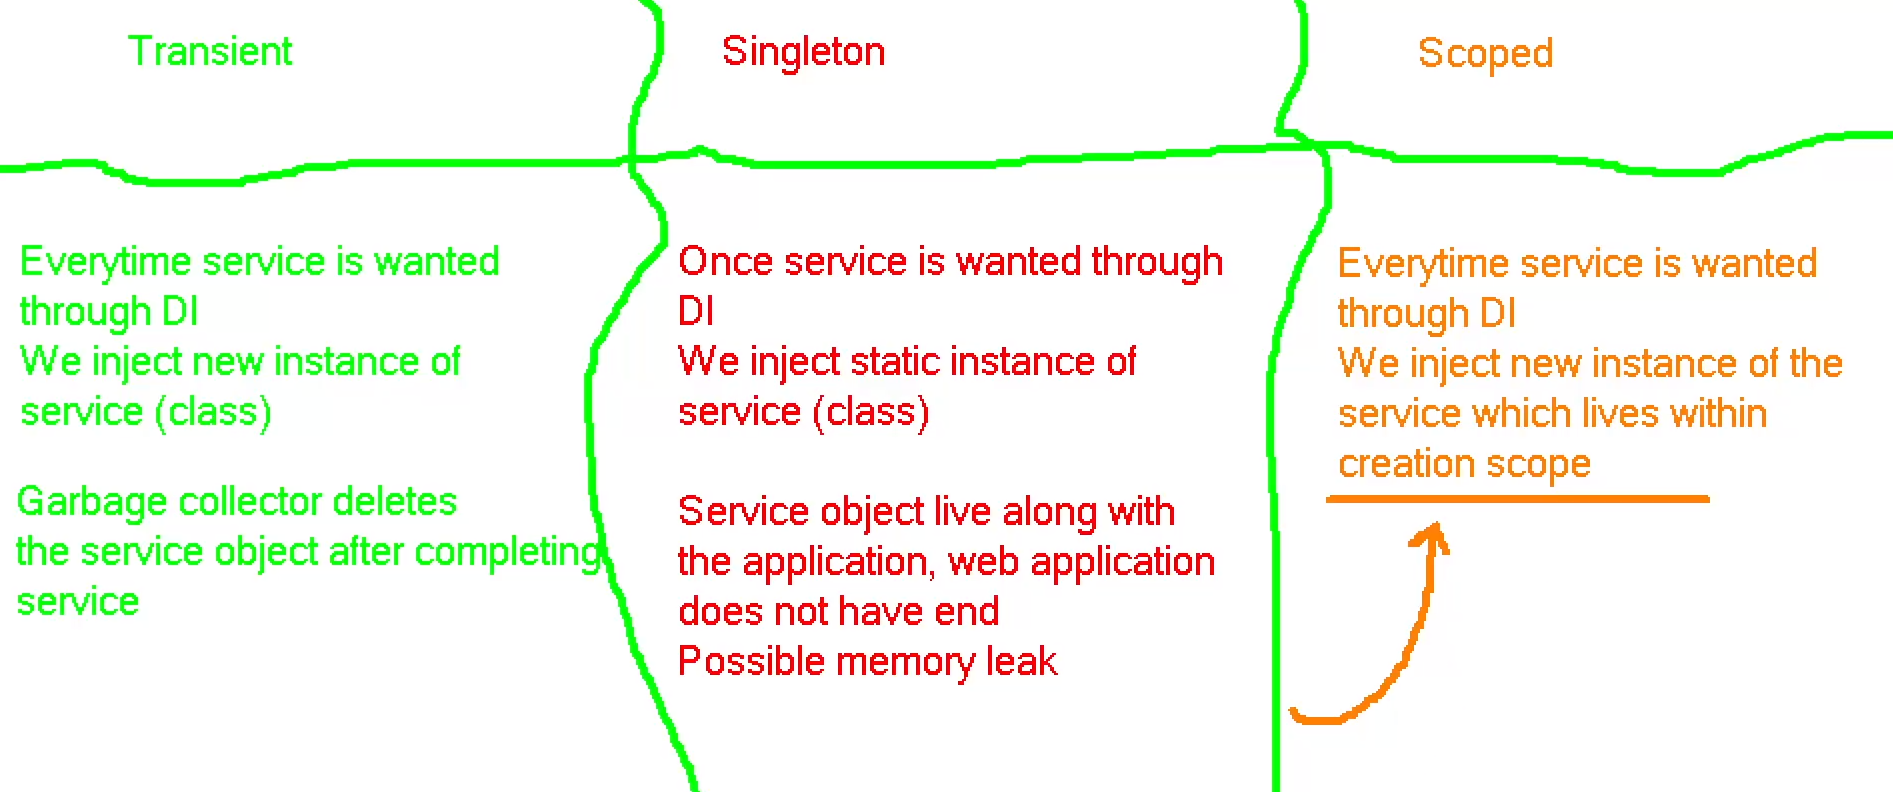 Transient
Singleton
Scoped
Everytime service is wanted
through DI
We inject new instance of
service (class)
Garbage collector deletes
the service object after completing
service
Once service is wanted through
DI
We inject static instance of
service (class)
Service object live along with
the application, web application
does not have end
Possible memory leak
Everytime service is wanted
through DI
We inject new instance of the
service which lives within
creation scope